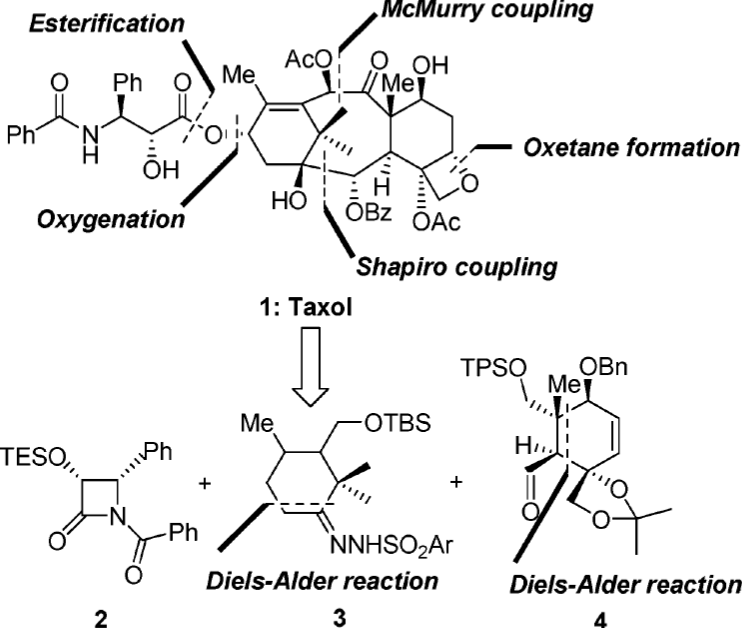 McMurry coupling
Esterification
AcO
O
OH
Me
Me
Ph
O
O
Ph
N
H
OH
O
H
O
Oxetane formation
HO
OBz
OAc
Oxygenation
Shapiro coupling
1: Taxol
TPSO
OBn
Me
Me
OTBS
TESO
Ph
H
+
+
O
N
Ph
O
O
O
O
NNHSO2Ar
Diels-Alder reaction
Diels-Alder reaction
2
3
4